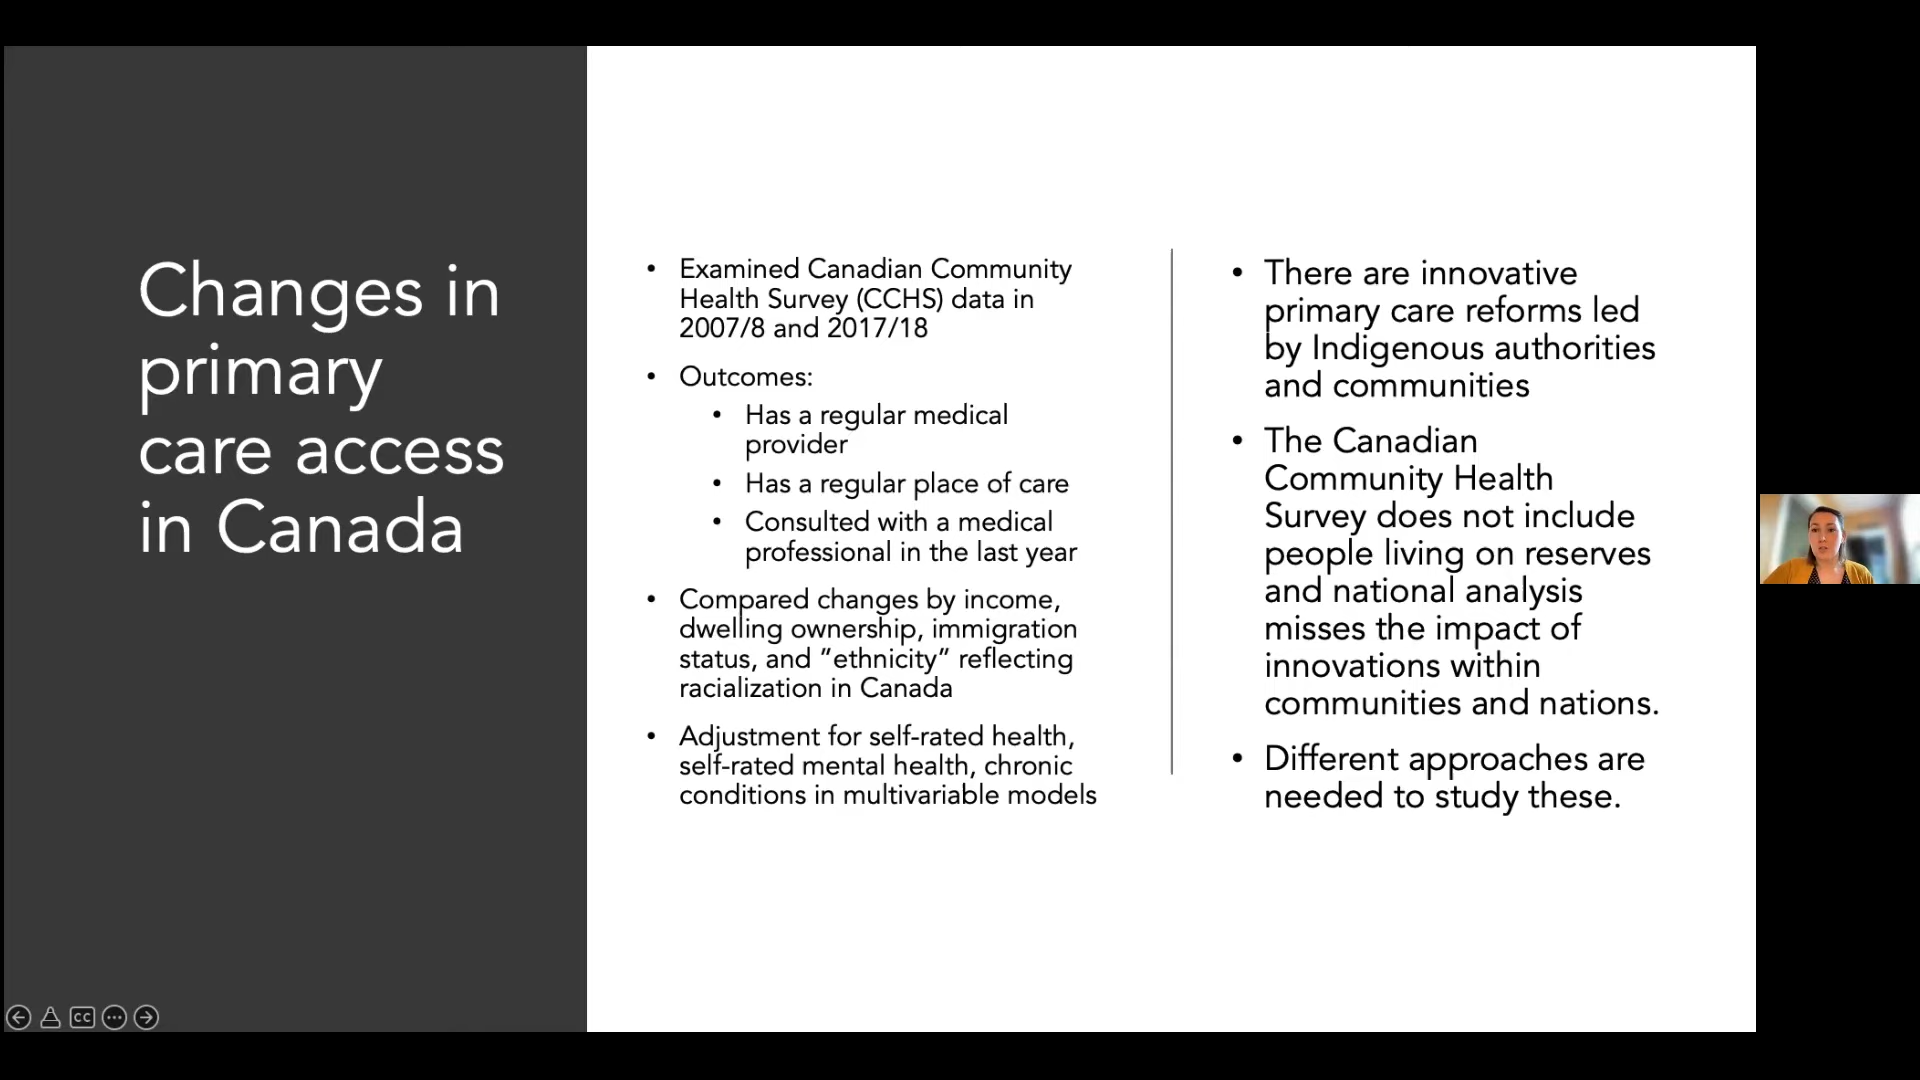 Changes in
primary
care access
in Canada
• Examined Canadian Community
Health Survey (CCHS) data in
2007/8 and 2017/18
• Outcomes:
• Has a regular medical
provider
• Has a regular place of care
• Consulted with a medical
professional in the last year
• Compared changes by income,
dwelling ownership, immigration
status, and ”ethnicity” reflecting
racialization in Canada
• Adjustment for self-rated health,
self-rated mental health, chronic
conditions in multivariable models
• There are innovative
primary care reforms led
by Indigenous authorities
and communities
• The Canadian
Community Health
Survey does not include
people living on reserves
and national analysis
misses the impact of
innovations within
communities and nations.
• Different approaches are
needed to study these.
CC